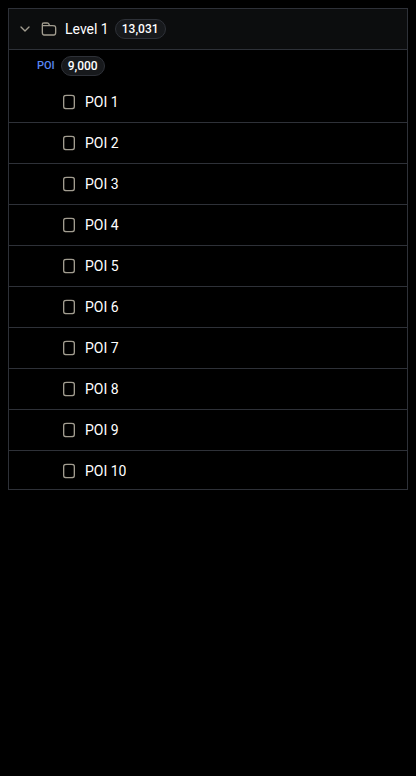 Level 1 13,031
POI 9,000
POI 1
POI 2
POI 3
POI 4
POI 5
POI 6
POI 7
POI 8
POI 9
POI 10